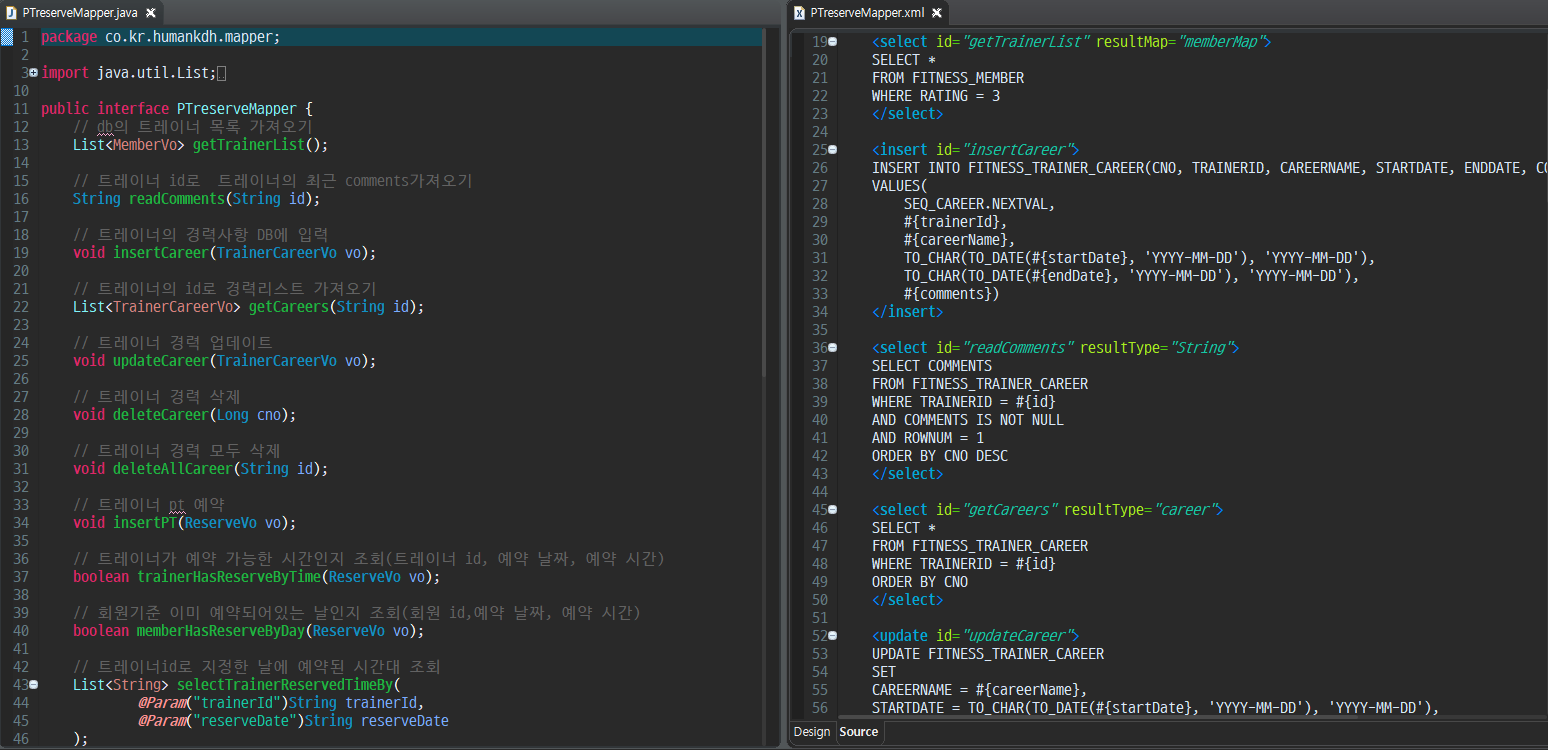 PTreserveMapper.java
1 package co.kr.humankdh.mapper;
2
3 import java.util.List;
10
11 public interface PTreserveMapper {
12 // db의 트레이너 목록 가져오기
13 List<MemberVo> getTrainerList();
14
15 // 트레이너 id로  트레이너의 최근 comments가져오기
16 String readComments(String id);
17
18 // 트레이너의 경력사항 DB에 입력
19 void insertCareer(TrainerCareerVo vo);
20
21 // 트레이너의 id로 경력리스트 가져오기
22 List<TrainerCareerVo> getCareers(String id);
23
24 // 트레이너 경력 업데이트
25 void updateCareer(TrainerCareerVo vo);
26
27 // 트레이너 경력 삭제
28 void deleteCareer(Long cno);
29
30 // 트레이너 경력 모두 삭제
31 void deleteAllCareer(String id);
32
33 // 트레이너 pt 예약
34 void insertPT(ReserveVo vo);
35
36 // 트레이너가 예약 가능한 시간인지 조회(트레이너 id, 예약 날짜, 예약 시간)
37 boolean trainerHasReserveByTime(ReserveVo vo);
38
39 // 회원기준 이미 예약되어있는 날인지 조회(회원 id,예약 날짜, 예약 시간)
40 boolean memberHasReserveByDay(ReserveVo vo);
41
42 // 트레이너id로 지정한 날에 예약된 시간대 조회
43 List<String> selectTrainerReservedTimeBy(
44 @Param("trainerId")String trainerId,
45 @Param("reserveDate")String reserveDate
46 );
PTreserveMapper.xml
19 <select id="getTrainerList" resultMap="memberMap">
20 SELECT *
21 FROM FITNESS_MEMBER
22 WHERE RATING = 3
23 </select>
24
25 <insert id="insertCareer">
26 INSERT INTO FITNESS_TRAINER_CAREER(CNO, TRAINERID, CAREERNAME, STARTDATE, ENDDATE, CO
27 VALUES(
28 SEQ_CAREER.NEXTVAL,
29 #{trainerId},
30 #{careerName},
31 TO_CHAR(TO_DATE(#{startDate}, 'YYYY-MM-DD'), 'YYYY-MM-DD'),
32 TO_CHAR(TO_DATE(#{endDate}, 'YYYY-MM-DD'), 'YYYY-MM-DD'),
33 #{comments})
34 </insert>
35
36 <select id="readComments" resultType="String">
37 SELECT COMMENTS
38 FROM FITNESS_TRAINER_CAREER
39 WHERE TRAINERID = #{id}
40 AND COMMENTS IS NOT NULL
41 AND ROWNUM = 1
42 ORDER BY CNO DESC
43 </select>
44
45 <select id="getCareers" resultType="career">
46 SELECT *
47 FROM FITNESS_TRAINER_CAREER
48 WHERE TRAINERID = #{id}
49 ORDER BY CNO
50 </select>
51
52 <update id="updateCareer">
53 UPDATE FITNESS_TRAINER_CAREER
54 SET
55 CAREERNAME = #{careerName},
56 STARTDATE = TO_CHAR(TO_DATE(#{startDate}, 'YYYY-MM-DD'), 'YYYY-MM-DD'),
Design Source